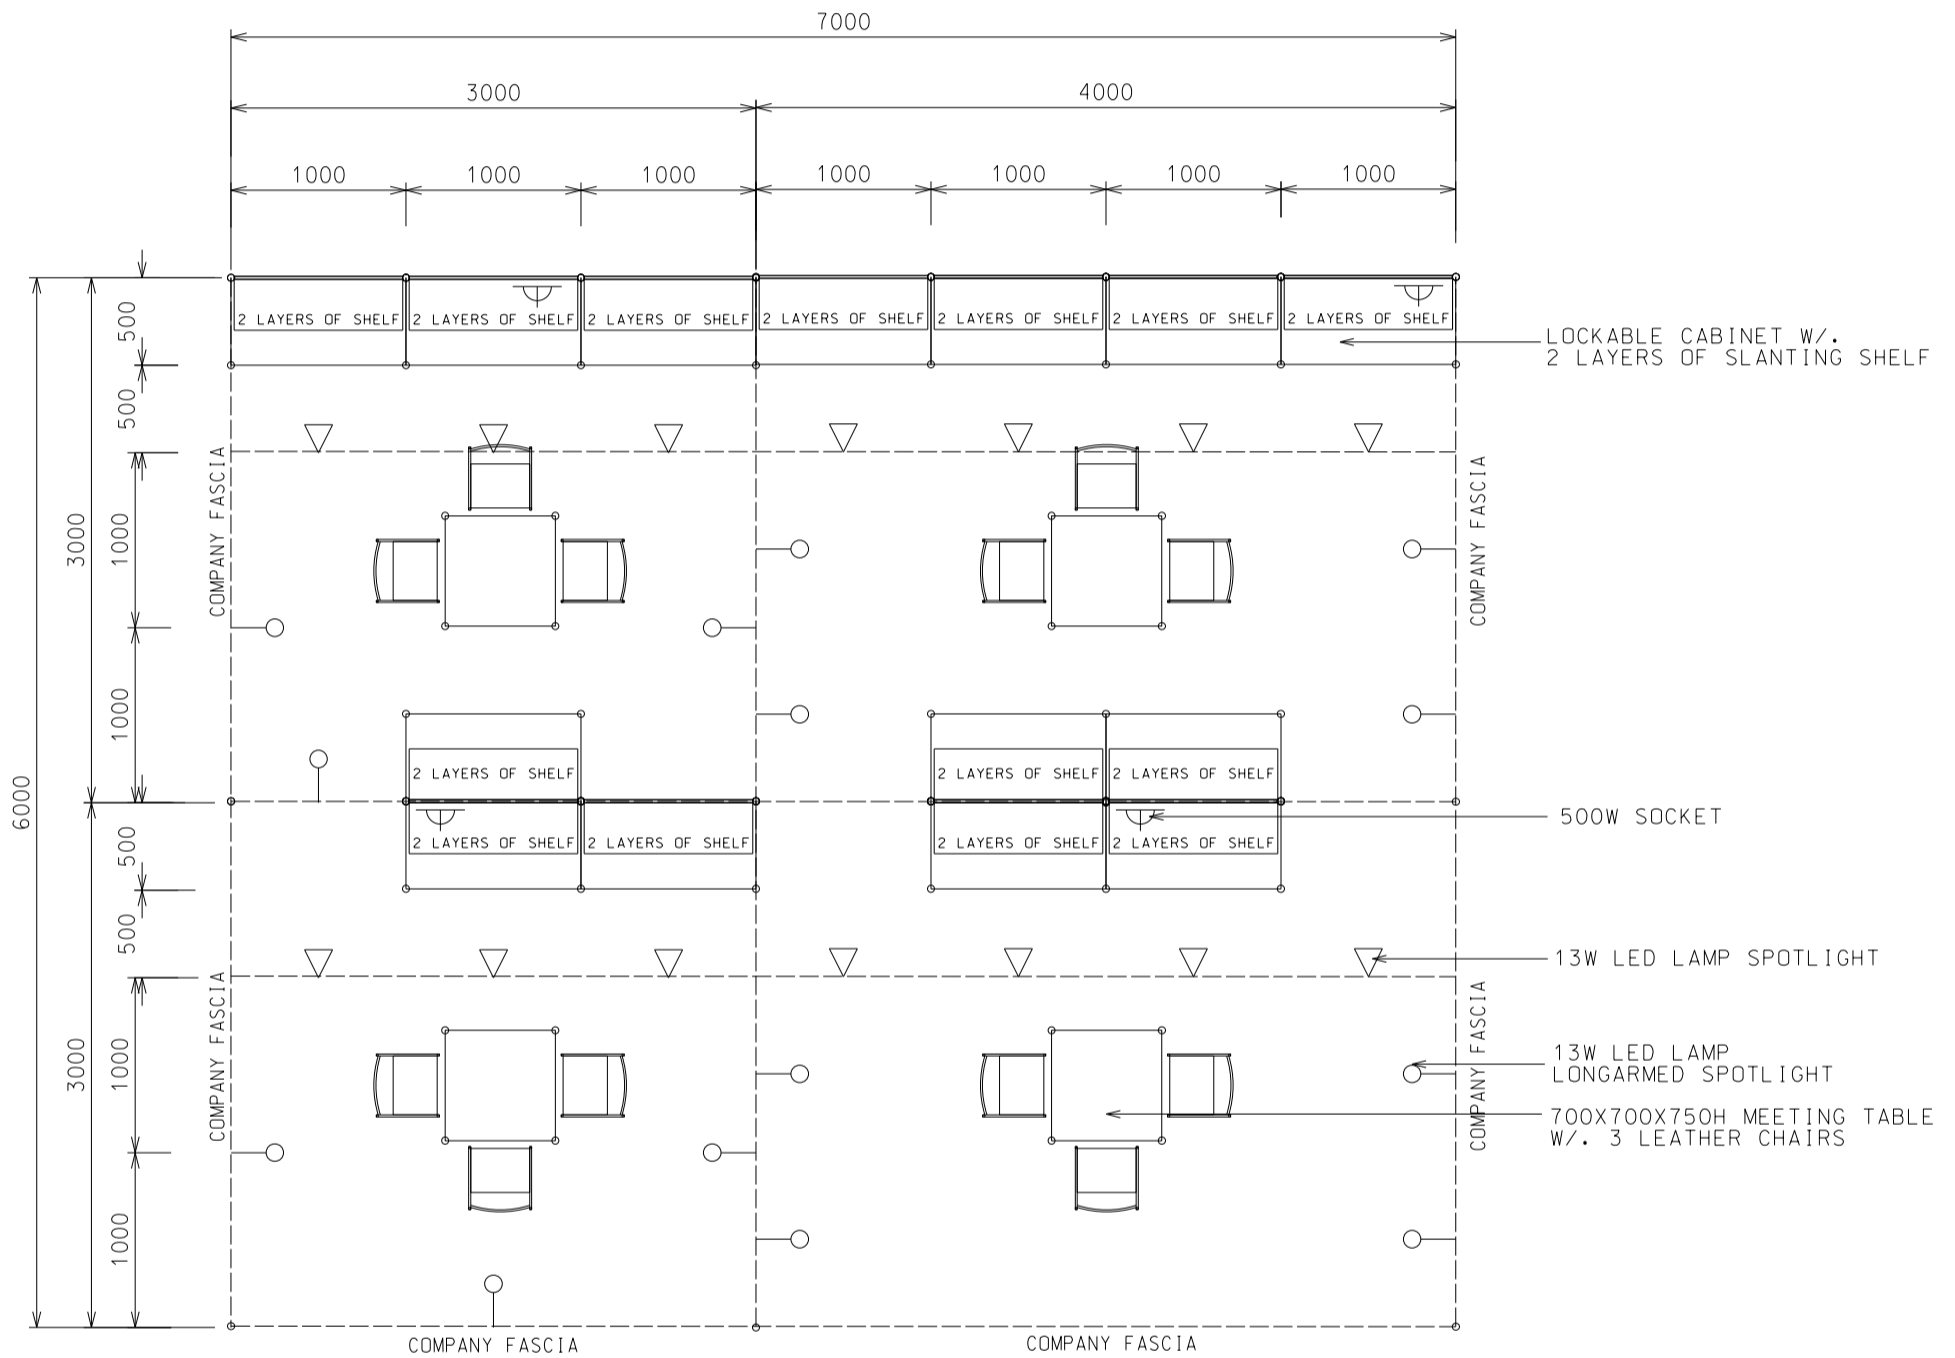 7000
3000 4000
1000 1000 1000 1000 1000 1000 1000
500
2 LAYERS OF SHELF 2 LAYERS OF SHELF 2 LAYERS OF SHELF 2 LAYERS OF SHELF 2 LAYERS OF SHELF 2 LAYERS OF SHELF 2 LAYERS OF SHELF
LOCKABLE CABINET W/.
2 LAYERS OF SLANTING SHELF
500
COMPANY FASCIA
COMPANY FASCIA
3000
1000
1000
2 LAYERS OF SHELF 2 LAYERS OF SHELF 2 LAYERS OF SHELF
6000
500W SOCKET
500
2 LAYERS OF SHELF 2 LAYERS OF SHELF 2 LAYERS OF SHELF 2 LAYERS OF SHELF
500
13W LED LAMP SPOTLIGHT
COMPANY FASCIA
COMPANY FASCIA
3000
1000
13W LED LAMP
LONGARMED SPOTLIGHT
700X700X750H MEETING TABLE
W/. 3 LEATHER CHAIRS
1000
COMPANY FASCIA COMPANY FASCIA